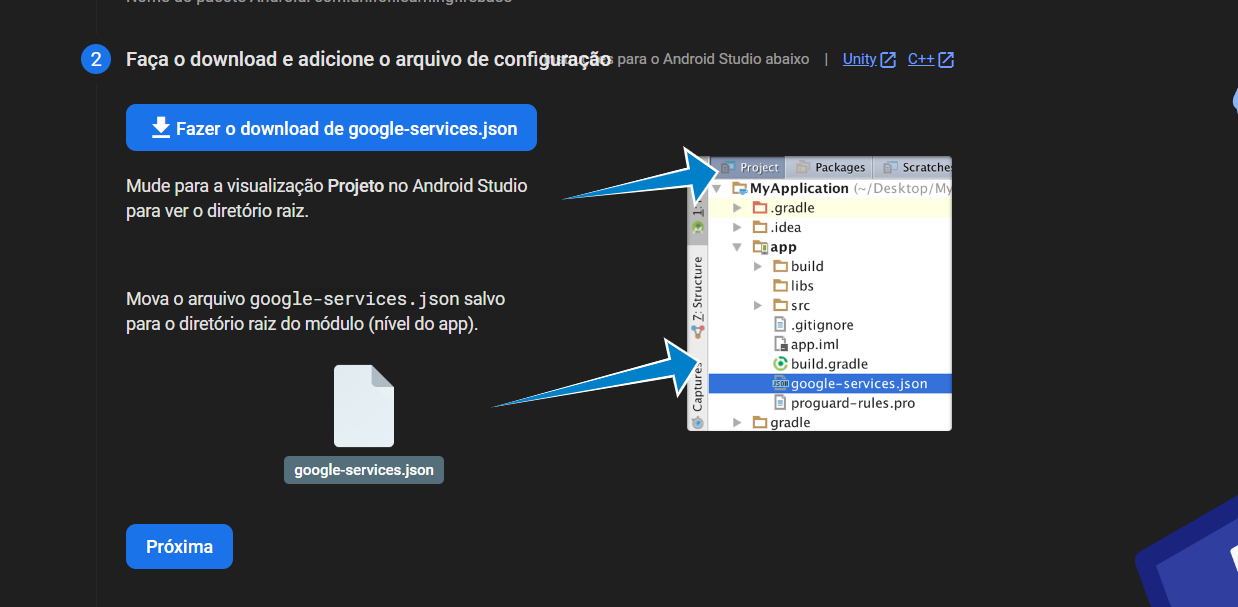 2
Faça o download e adicione o arquivo de configuração
para o Android Studio abaixo | Unity C++
Fazer o download de google-services.json
Mude para a visualização Projeto no Android Studio
para ver o diretório raiz.
Mova o arquivo google-services.json salvo
para o diretório raiz do módulo (nível do app).
google-services.json
Próxima
Project Packages Scratche
MyApplication (~/Desktop/My
.gradle
.idea
app
build
libs
src
.gitignore
app.iml
build.gradle
google-services.json
proguard-rules.pro
gradle
Z: Structure
Captures